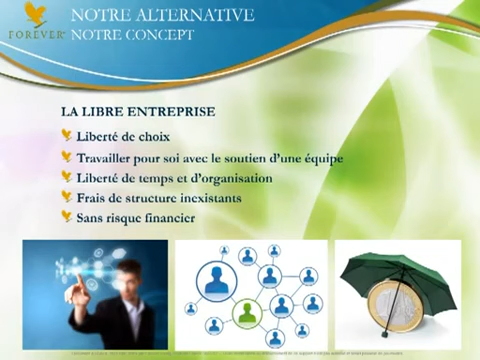 NOTRE ALTERNATIVE
FOREVER
NOTRE CONCEPT
LA LIBRE ENTREPRISE
Liberté de choix
Travailler pour soi avec le soutien d'une équipe
Liberté de temps et d'organisation
Frais de structure inexistants
Sans risque financier